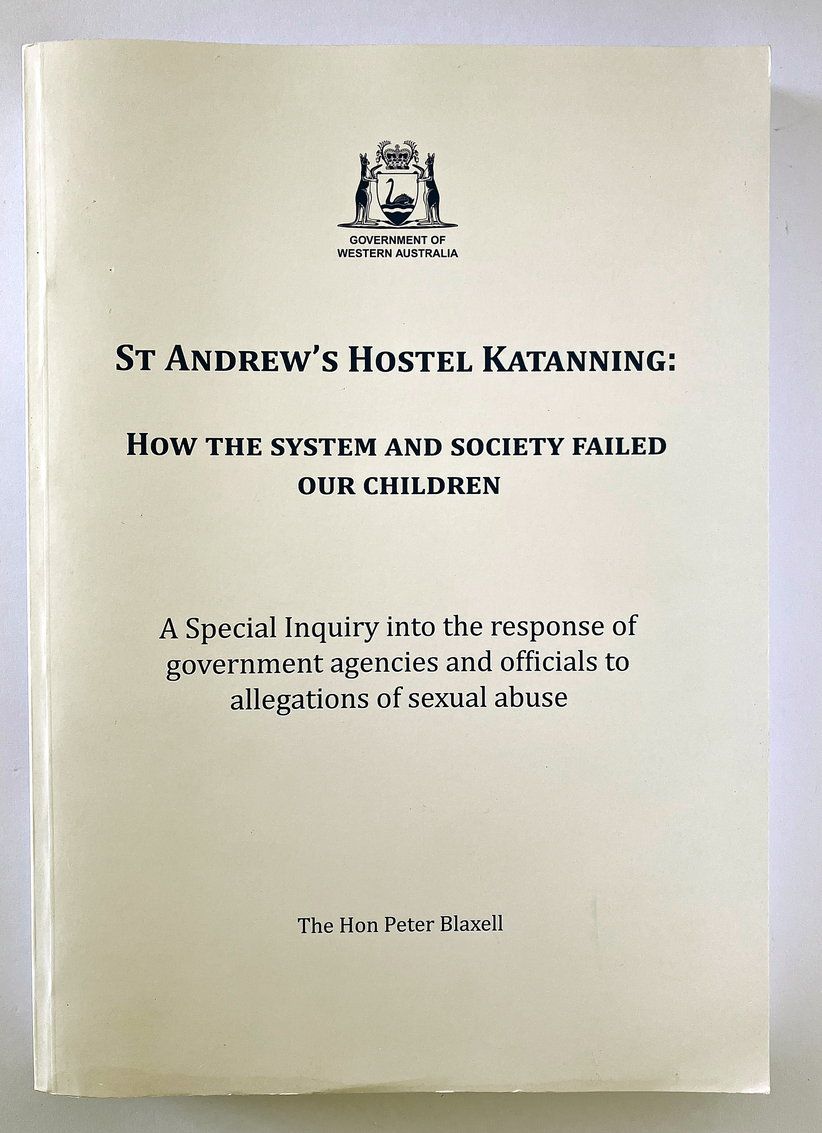 GOVERNMENT OF
WESTERN AUSTRALIA
ST ANDREW'S HOSTEL KATANNING:
HOW THE SYSTEM AND SOCIETY FAILED
OUR CHILDREN
A Special Inquiry into the response of
government agencies and officials to
allegations of sexual abuse
The Hon Peter Blaxell